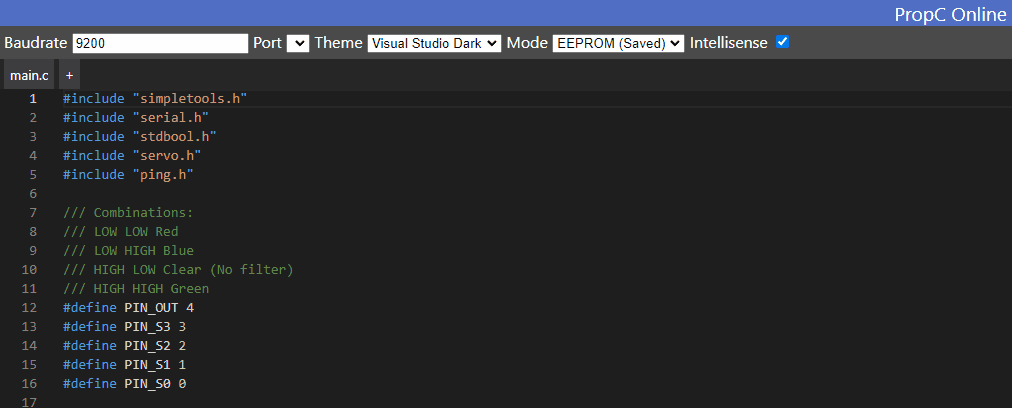 PropC Online
Baudrate 9200 Port Theme Visual Studio Dark Mode EEPROM (Saved) Intellisense
main.c +
1 #include "simpletools.h"
2 #include "serial.h"
3 #include "stdbool.h"
4 #include "servo.h"
5 #include "ping.h"
6
7 /// Combinations:
8 /// LOW LOW Red
9 /// LOW HIGH Blue
10 /// HIGH LOW Clear (No filter)
11 /// HIGH HIGH Green
12 #define PIN_OUT 4
13 #define PIN_S3 3
14 #define PIN_S2 2
15 #define PIN_S1 1
16 #define PIN_S0 0
17